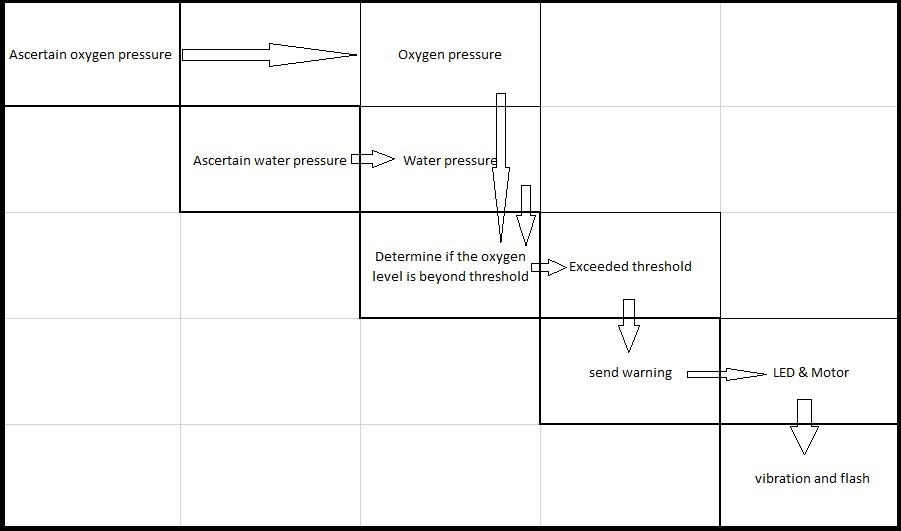 Ascertain oxygen pressure
Oxygen pressure
Ascertain water pressure
Water pressure
Determine if the oxygen
level is beyond threshold
Exceeded threshold
send warning
LED & Motor
vibration and flash